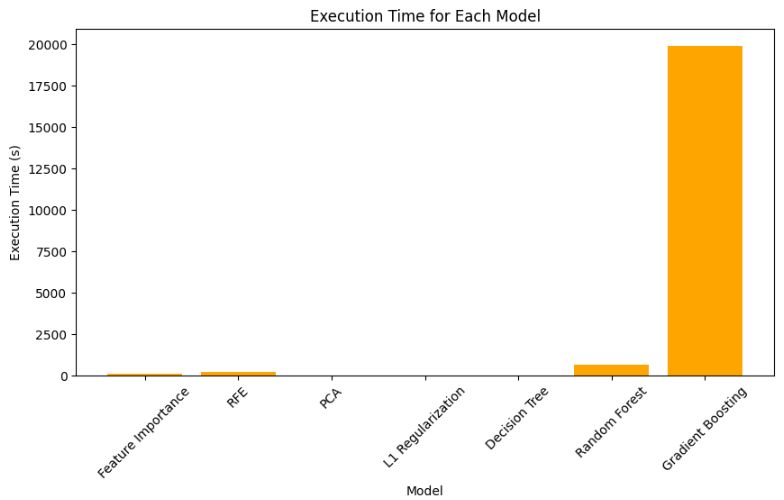 Execution Time for Each Model
Execution Time (s)
20000
17500
15000
12500
10000
7500
5000
2500
0
Feature Importance
RFE
PCA
L1 Regularization
Decision Tree
Random Forest
Gradient Boosting
Model